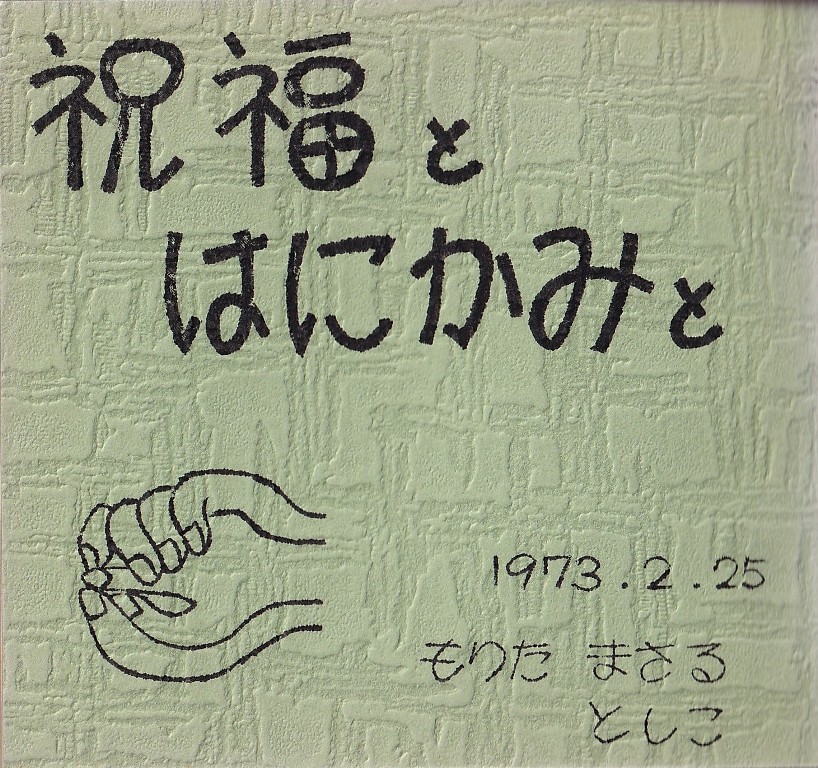 祝福と
はにかみと
1973.2.25
もりた まさる
としこ